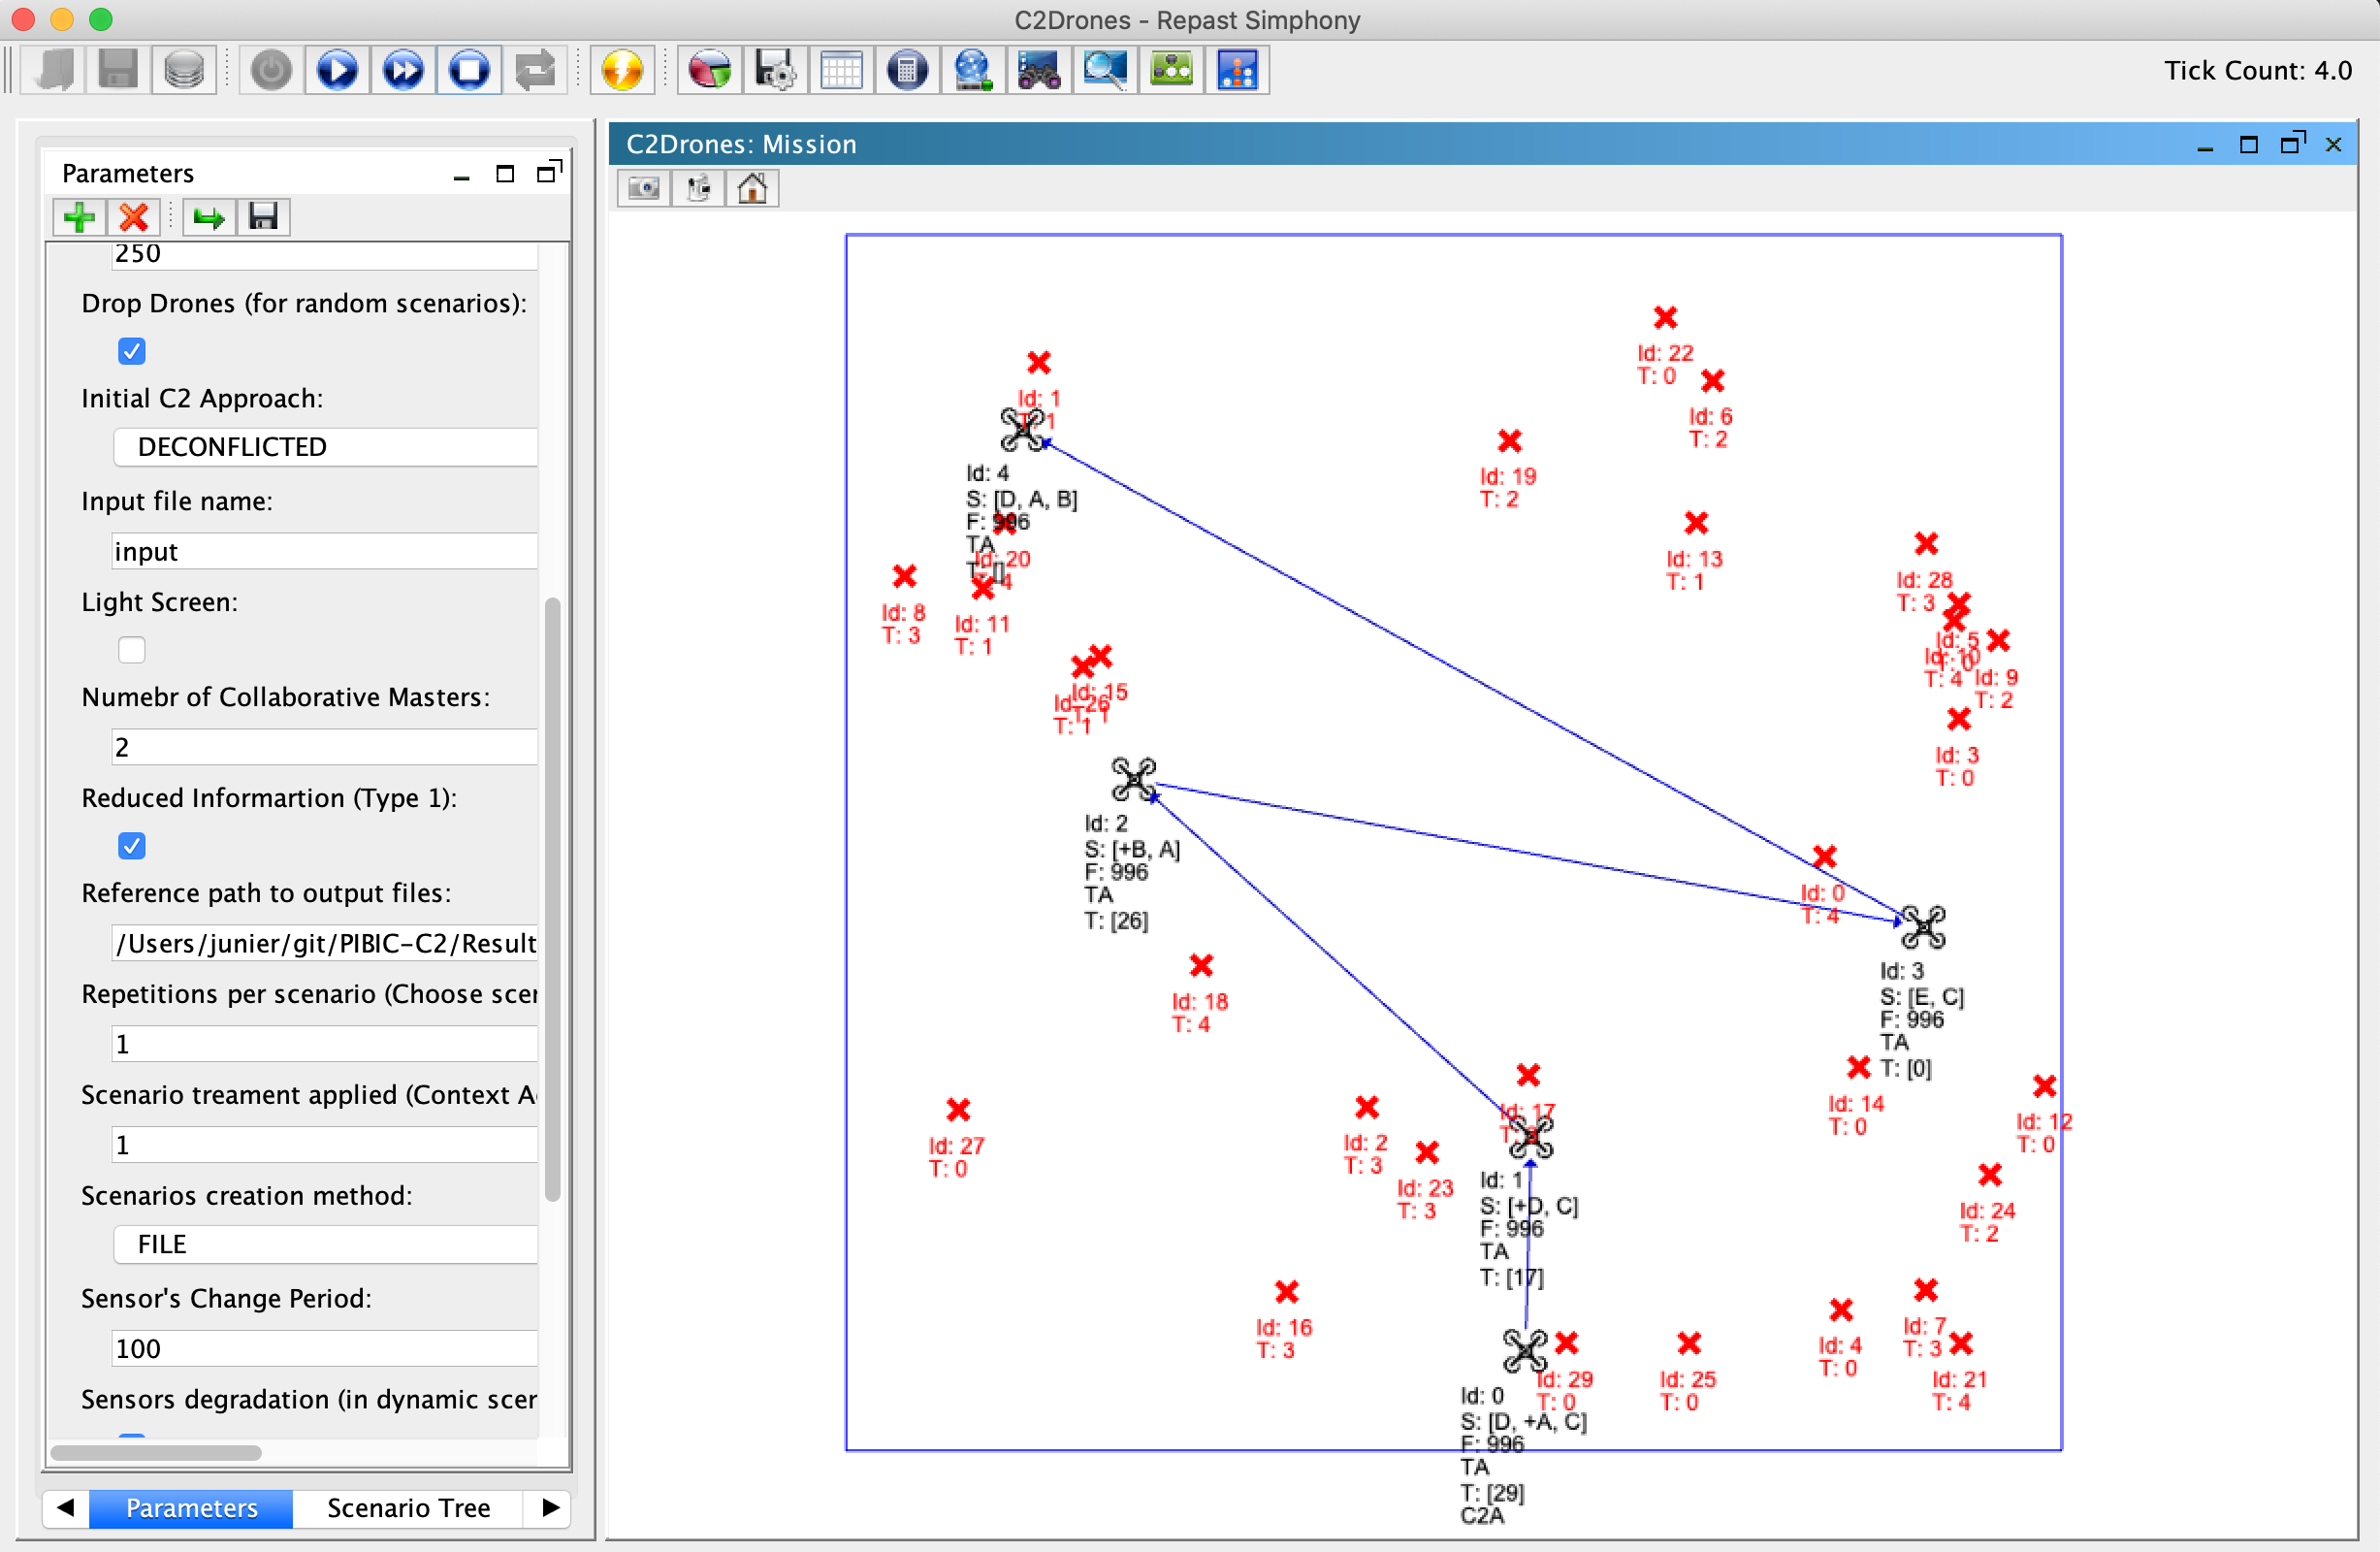 C2Drones - Repast Simphony
Tick Count: 4.0
Parameters
250
Drop Drones (for random scenarios):
Initial C2 Approach:
DECONFLICTED
Input file name:
input
Light Screen:
Numebr of Collaborative Masters:
2
Reduced Informartion (Type 1):
Reference path to output files:
/Users/junier/git/PIBIC-C2/Result
Repetitions per scenario (Choose scer
1
Scenario treament applied (Context A
1
Scenarios creation method:
FILE
Sensor's Change Period:
100
Sensors degradation (in dynamic scer
Parameters
Scenario Tree
C2Drones: Mission
Id: 22
T: 0
Id: 1
Id: 6
T: 2
Id: 19
T: 2
Id: 4
S: [D, A, B]
F: 996
TA
T: []
Id: 20
Id: 13
T: 1
Id: 28
T: 3
Id: 8
T: 3
Id: 11
T: 1
Id: 5
Id: 10
T: 4
Id: 9
T: 2
Id: 15
Id: 26
T: 1
Id: 3
T: 0
Id: 2
S: [+B, A]
F: 996
TA
T: [26]
Id: 0
T: 4
Id: 3
S: [E, C]
F: 996
TA
T: [0]
Id: 18
T: 4
Id: 17
Id: 14
T: 0
Id: 12
T: 0
Id: 27
T: 0
Id: 2
T: 3
Id: 23
T: 3
Id: 1
S: [+D, C]
F: 996
TA
T: [17]
Id: 24
T: 2
Id: 16
T: 3
Id: 7
T: 3
Id: 4
T: 0
Id: 29
T: 0
Id: 25
T: 0
Id: 21
T: 4
Id: 0
S: [D, +A, C]
F: 996
TA
T: [29]
C2A